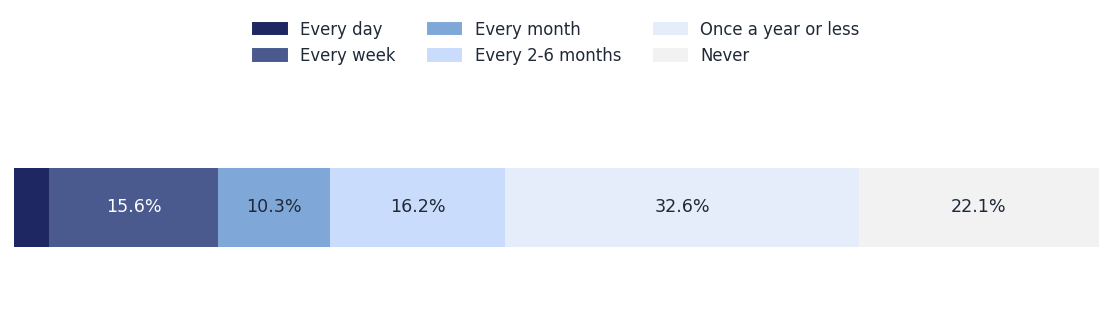 Every day Every month Once a year or less
Every week Every 2-6 months Never
15.6% 10.3% 16.2% 32.6% 22.1%